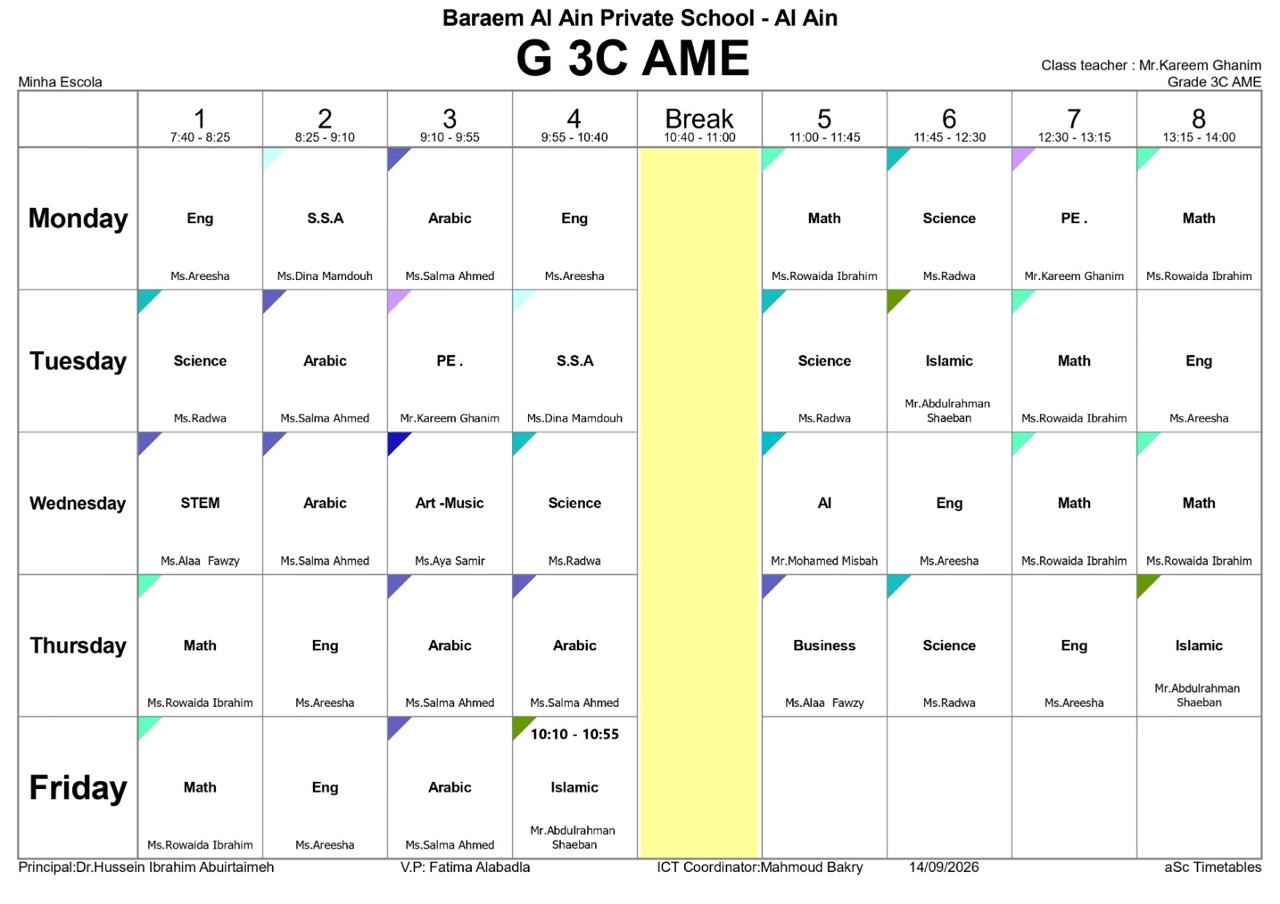 Baraem Al Ain Private School - Al Ain
G 3C AME
Minha Escola
Class teacher : Mr.Kareem Ghanim
Grade 3C AME
1 2 3 4 Break 5 6 7 8
7:40 - 8:25 8:25 - 9:10 9:10 - 9:55 9:55 - 10:40 10:40 - 11:00 11:00 - 11:45 11:45 - 12:30 12:30 - 13:15 13:15 - 14:00
Monday Eng S.S.A Arabic Eng Math Science PE . Math
Ms.Areesha Ms.Dina Mamdouh Ms.Salma Ahmed Ms.Areesha Ms.Rowaida Ibrahim Ms.Radwa Mr.Kareem Ghanim Ms.Rowaida Ibrahim
Tuesday Science Arabic PE . S.S.A Science Islamic Math Eng
Ms.Radwa Ms.Salma Ahmed Mr.Kareem Ghanim Ms.Dina Mamdouh Ms.Radwa Mr.Abdulrahman Shaeban Ms.Rowaida Ibrahim Ms.Areesha
Wednesday STEM Arabic Art -Music Science AI Eng Math Math
Ms.Alaa Fawzy Ms.Salma Ahmed Ms.Aya Samir Ms.Radwa Mr.Mohamed Misbah Ms.Areesha Ms.Rowaida Ibrahim Ms.Rowaida Ibrahim
Thursday Math Eng Arabic Arabic Business Science Eng Islamic
Ms.Rowaida Ibrahim Ms.Areesha Ms.Salma Ahmed Ms.Salma Ahmed Ms.Alaa Fawzy Ms.Radwa Ms.Areesha Mr.Abdulrahman Shaeban
10:10 - 10:55
Friday Math Eng Arabic Islamic
Ms.Rowaida Ibrahim Ms.Areesha Ms.Salma Ahmed Mr.Abdulrahman Shaeban
Principal:Dr.Hussein Ibrahim Abuirtaimeh V.P: Fatima Alabadla ICT Coordinator:Mahmoud Bakry 14/09/2026 aSc Timetables